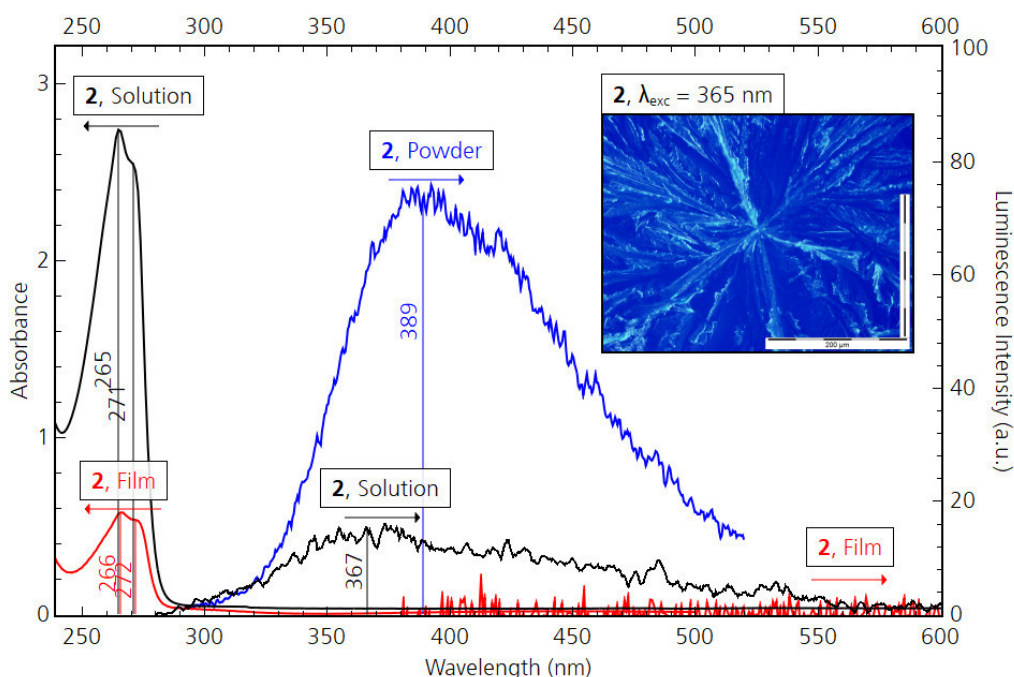 250 300 350 400 450 500 550 600
100
80
60
40
20
0
Luminescence Intensity (a.u.)
3
2
1
0
Absorbance
2, Solution
2, λexc = 365 nm
200 µm
2, Powder
389
265
271
2, Film
266
272
2, Solution
367
2, Film
250 300 350 400 450 500 550 600
Wavelength (nm)